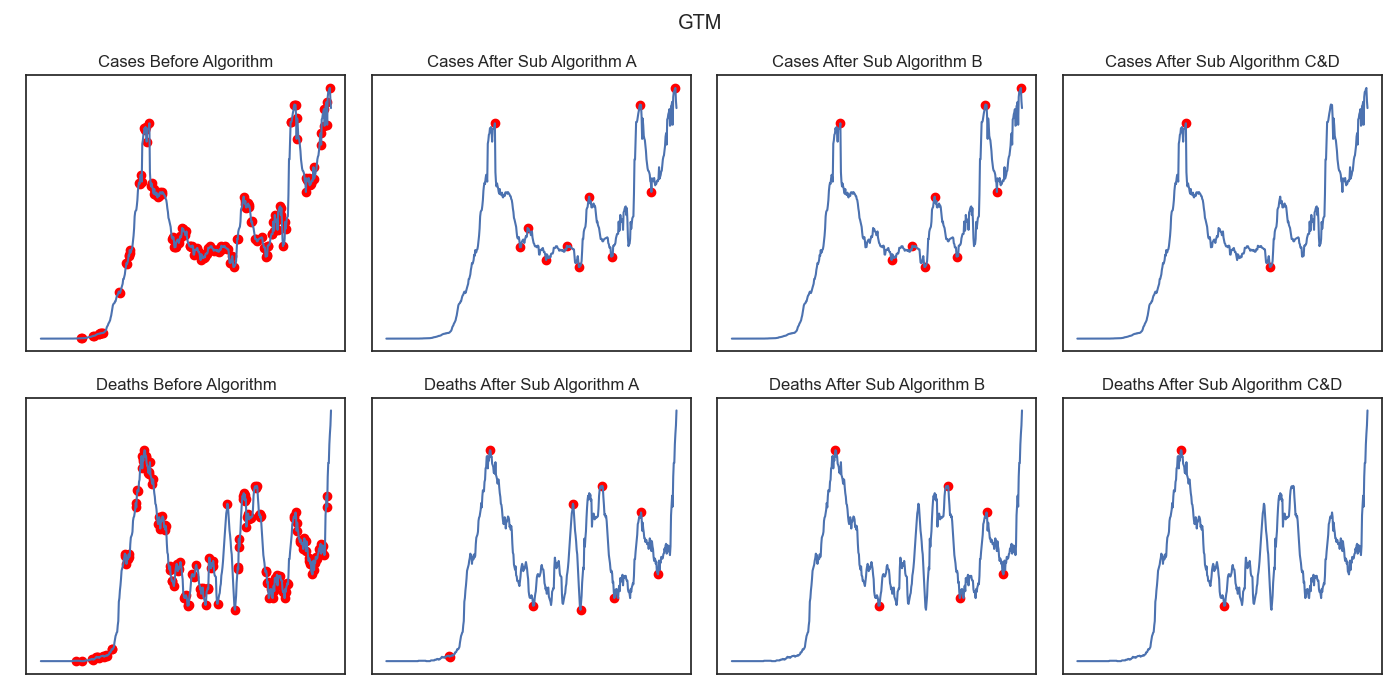 GTM
Cases Before Algorithm
Cases After Sub Algorithm A
Cases After Sub Algorithm B
Cases After Sub Algorithm C&D
Deaths Before Algorithm
Deaths After Sub Algorithm A
Deaths After Sub Algorithm B
Deaths After Sub Algorithm C&D